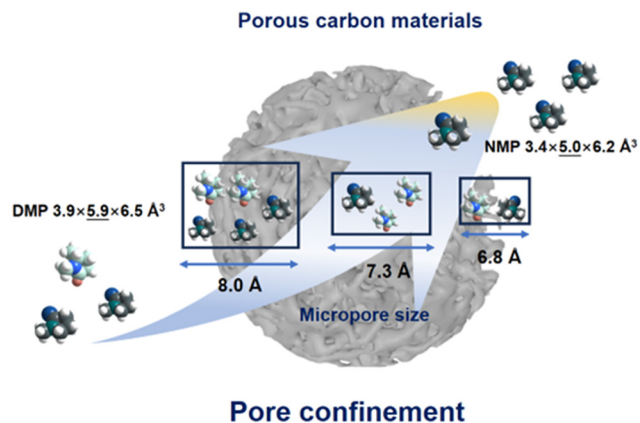 Porous carbon materials
NMP 3.4×5.0×6.2 Å³
DMP 3.9×5.9×6.5 Å³
8.0 Å
7.3 Å
6.8 Å
Micropore size
Pore confinement